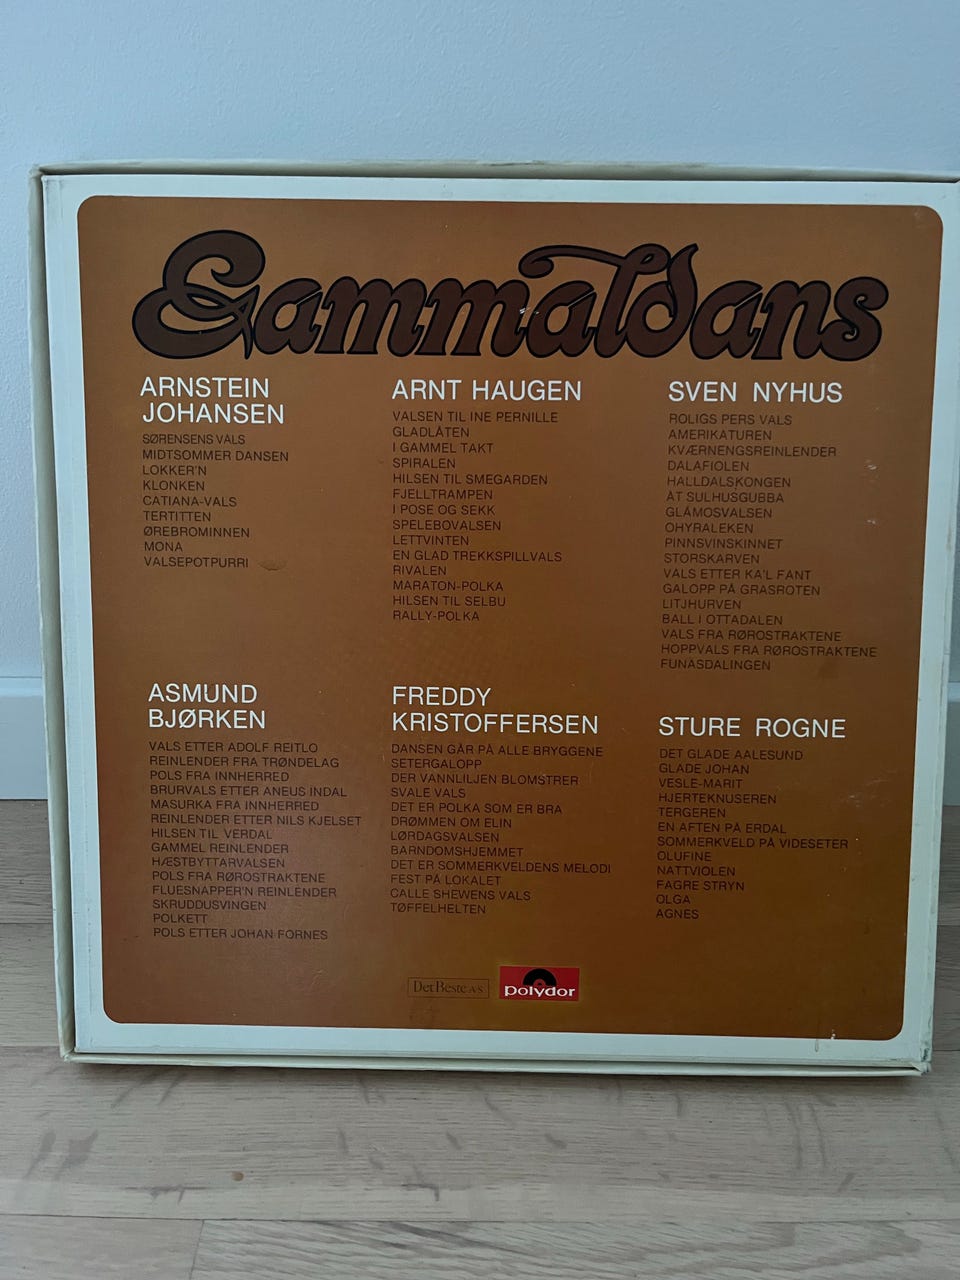 Gammaldans
ARNSTEIN
JOHANSEN
SØRENSENS VALS
MIDTSOMMER DANSEN
LOKKER'N
KLONKEN
CATIANA-VALS
TERTITTEN
ØREBROMINNEN
MONA
VALSEPOTPURRI
ARNT HAUGEN
VALSEN TIL INE PERNILLE
GLADLÅTEN
I GAMMEL TAKT
SPIRALEN
HILSEN TIL SMEGARDEN
FJELLTRAMPEN
I POSE OG SEKK
SPELEBOVALSEN
LETTVINTEN
EN GLAD TREKKSPILLVALS
RIVALEN
MARATON-POLKA
HILSEN TIL SELBU
RALLY-POLKA
SVEN NYHUS
ROLIGS PERS VALS
AMERIKATUREN
KVÆRNENGSREINLENDER
DALAFIOLEN
HALLDALSKONGEN
ÅT SULHUSGUBBA
GLÅMOSVALSEN
OHYRALEKEN
PINNSVINSKINNET
STORSKARVEN
VALS ETTER KA'L FANT
GALOPP PÅ GRASROTEN
LITJHURVEN
BALL I OTTADALEN
VALS FRA RØROSTRAKTENE
HOPPVALS FRA RØROSTRAKTENE
FUNÄSDALINGEN
ASMUND
BJØRKEN
VALS ETTER ADOLF REITLO
REINLENDER FRA TRØNDELAG
POLS FRA INNHERRED
BRURVALS ETTER ANEUS INDAL
MASURKA FRA INNHERRED
REINLENDER ETTER NILS KJELSET
HILSEN TIL VERDAL
GAMMEL REINLENDER
HÆSTBYTTARVALSEN
POLS FRA RØROSTRAKTENE
FLUESNAPPER'N REINLENDER
SKRUDDUSVINGEN
POLKETT
POLS ETTER JOHAN FORNES
FREDDY
KRISTOFFERSEN
DANSEN GÅR PÅ ALLE BRYGGENE
SETERGALOPP
DER VANNLILJEN BLOMSTRER
SVALE VALS
DET ER POLKA SOM ER BRA
DRØMMEN OM ELIN
LØRDAGSVALSEN
BARNDOMSHJEMMET
DET ER SOMMERKVELDENS MELODI
FEST PÅ LOKALET
CALLE SHEWENS VALS
TØFFELHELTEN
STURE ROGNE
DET GLADE AALESUND
GLADE JOHAN
VESLE-MARIT
HJERTEKNUSEREN
TERGEREN
EN AFTEN PÅ ERDAL
SOMMERKVELD PÅ VIDESETER
OLUFINE
NATTVIOLEN
FAGRE STRYN
OLGA
AGNES
Det Beste A·S
polydor